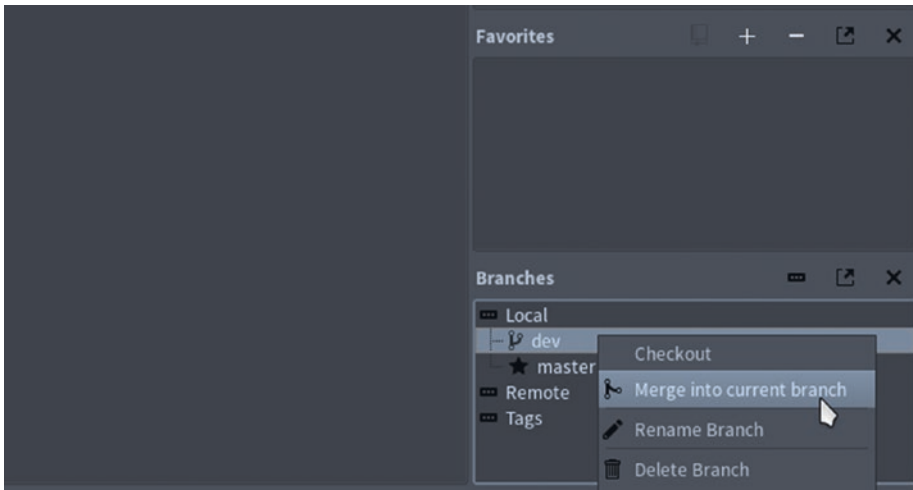 Favorites
Branches
Local
dev
master
Remote
Tags
Checkout
Merge into current branch
Rename Branch
Delete Branch